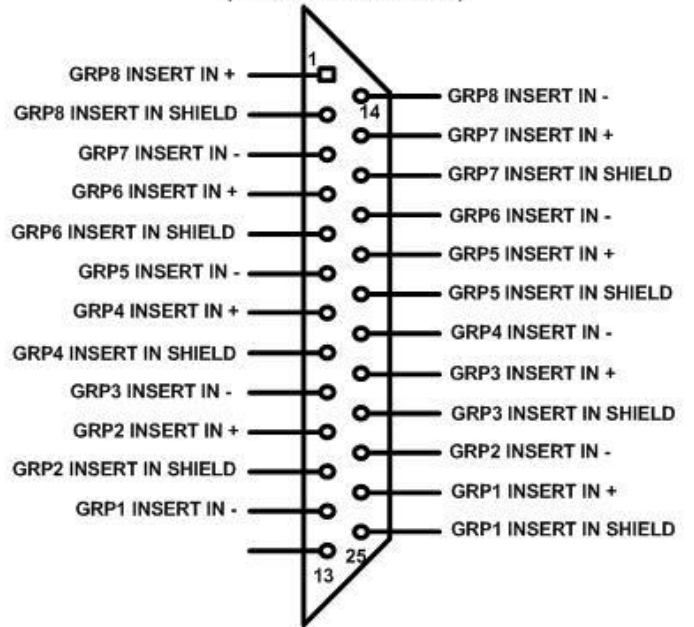 1
GRP8 INSERT IN +
GRP8 INSERT IN SHIELD
GRP7 INSERT IN -
GRP6 INSERT IN +
GRP6 INSERT IN SHIELD
GRP5 INSERT IN -
GRP4 INSERT IN +
GRP4 INSERT IN SHIELD
GRP3 INSERT IN -
GRP2 INSERT IN +
GRP2 INSERT IN SHIELD
GRP1 INSERT IN -
13
14
GRP8 INSERT IN -
GRP7 INSERT IN +
GRP7 INSERT IN SHIELD
GRP6 INSERT IN -
GRP5 INSERT IN +
GRP5 INSERT IN SHIELD
GRP4 INSERT IN -
GRP3 INSERT IN +
GRP3 INSERT IN SHIELD
GRP2 INSERT IN -
GRP1 INSERT IN +
GRP1 INSERT IN SHIELD
25